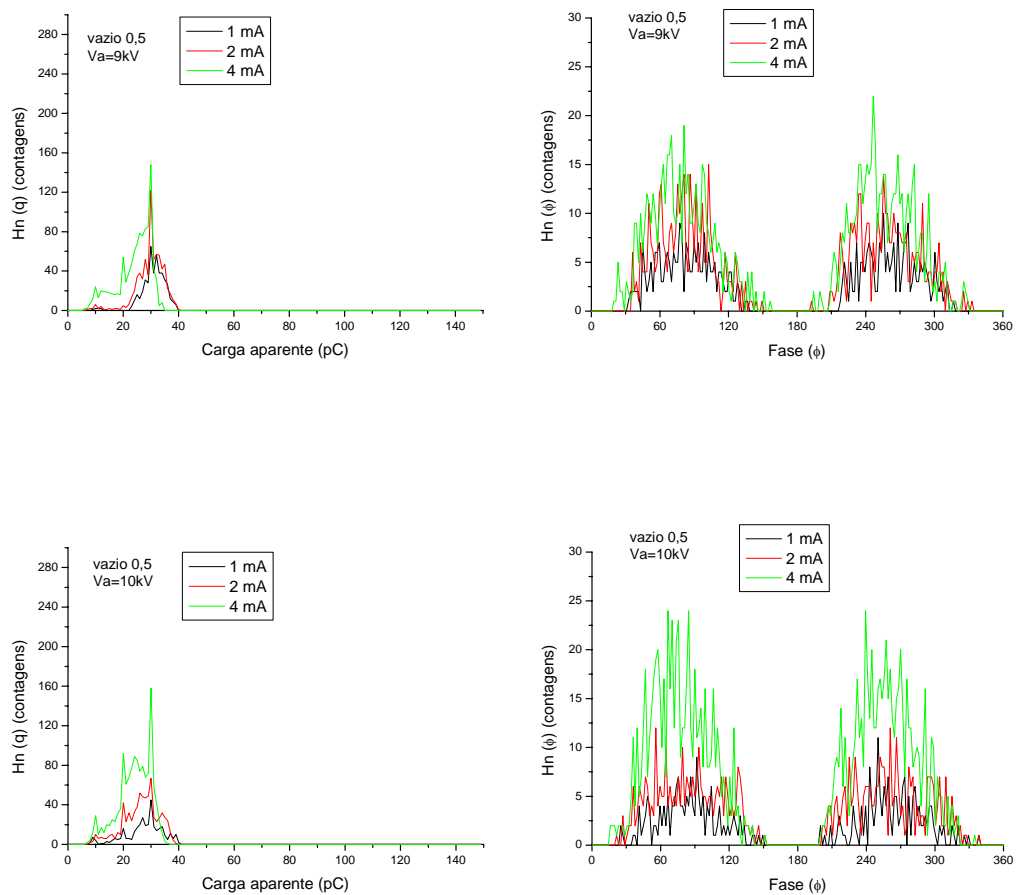 vazio 0,5
Va=9kV
1 mA
2 mA
4 mA
280
240
200
160
120
80
40
0
0 20 40 60 80 100 120 140
Hn (q) (contagens)
Carga aparente (pC)
vazio 0,5
Va=9kV
1 mA
2 mA
4 mA
30
25
20
15
10
5
0
0 60 120 180 240 300 360
Hn (ϕ) (contagens)
Fase (ϕ)
vazio 0,5
Va=10kV
1 mA
2 mA
4 mA
280
240
200
160
120
80
40
0
0 20 40 60 80 100 120 140
Hn (q) (contagens)
Carga aparente (pC)
vazio 0,5
Va=10kV
1 mA
2 mA
4 mA
30
25
20
15
10
5
0
0 60 120 180 240 300 360
Hn (ϕ) (contagens)
Fase (ϕ)